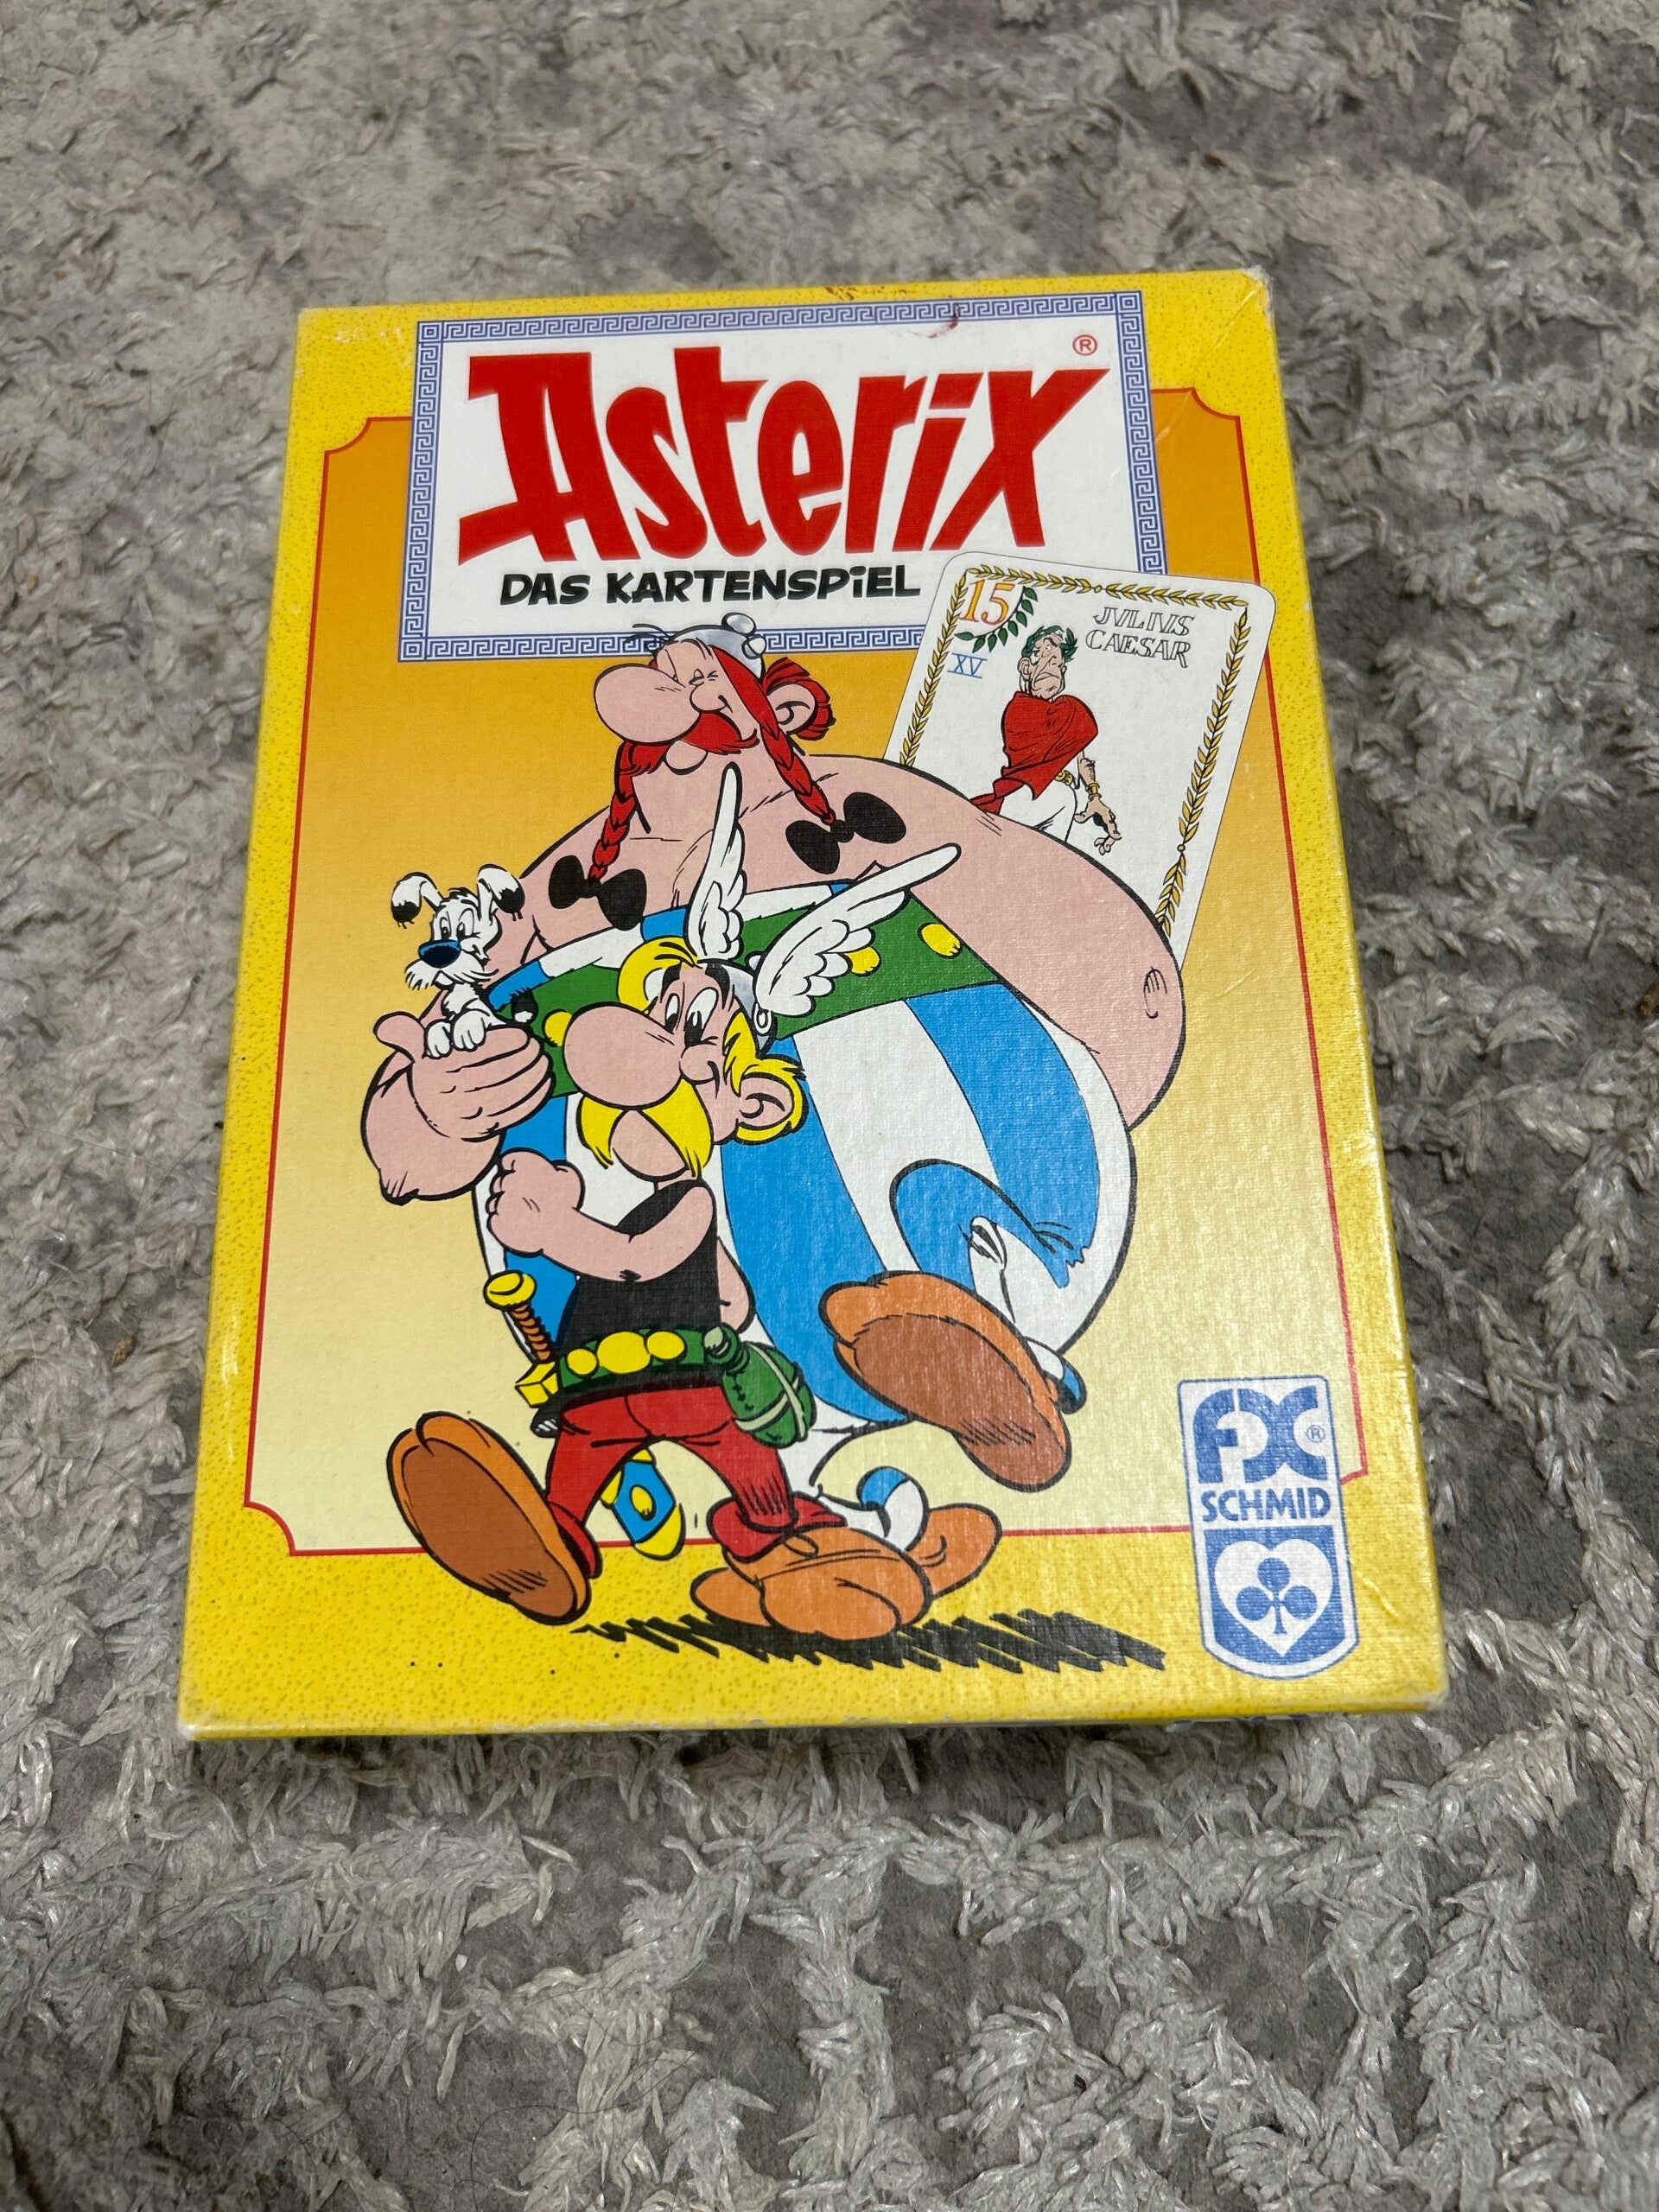 Asterix ®
DAS KARTENSPiEL
15
XV
JVLIVS
CAESAR
FX ®
SCHMID